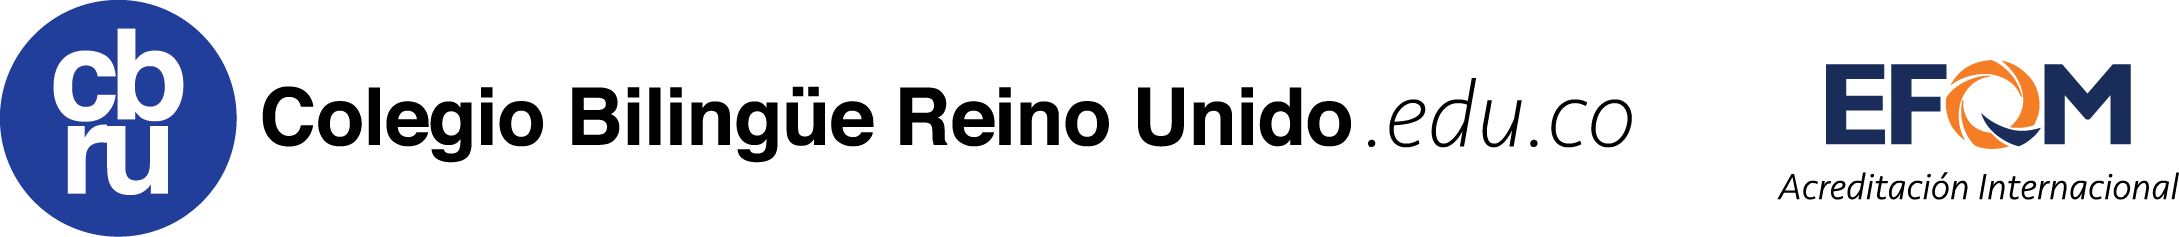 cb
ru
Colegio Bilingüe Reino Unido.edu.co
EFQM
Acreditación Internacional